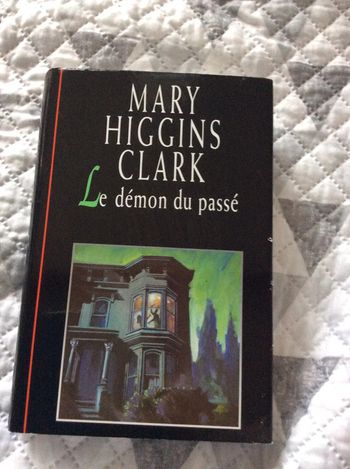 MARY
HIGGINS
CLARK
Le démon du passé